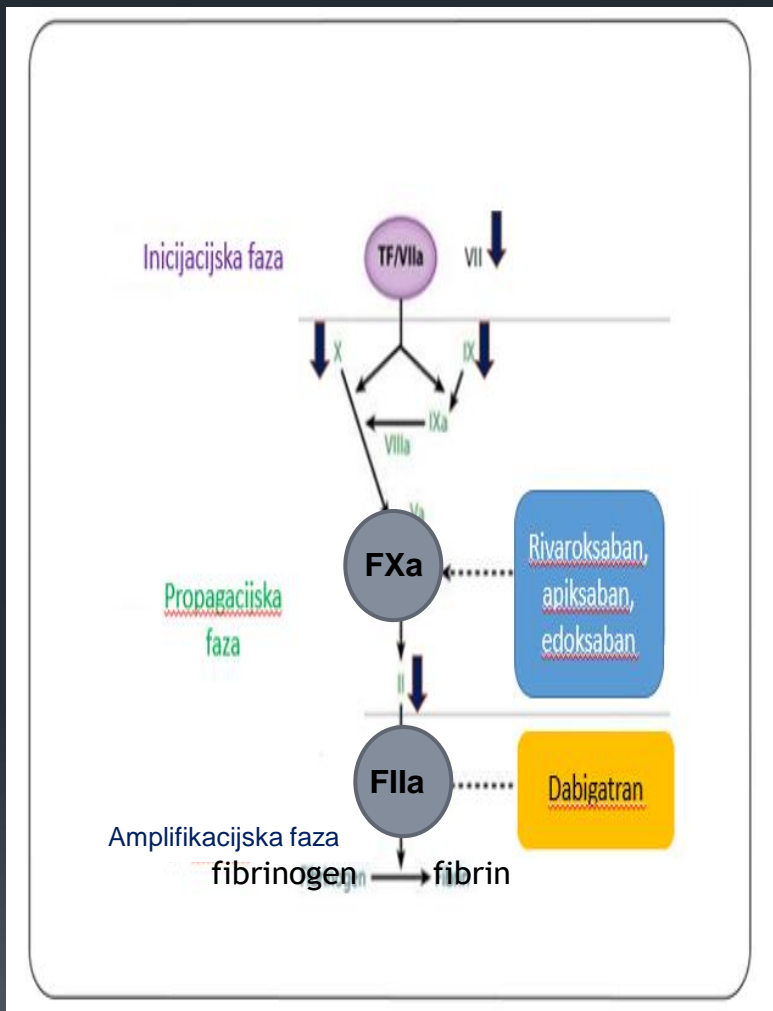 Inicijacijska faza
TF/VIIa
VII
X
IX
IXa
VIIIa
Va
FXa
Rivaroksaban,
apiksaban,
edoksaban
Propagacijska
faza
II
FIIa
Dabigatran
Amplifikacijska faza
fibrinogen
fibrin